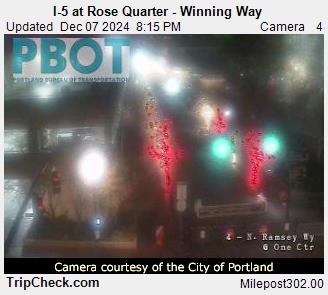 I-5 at Rose Quarter - Winning Way
Updated Dec 07 2024 8:15 PM Camera 4
PBOT
PORTLAND BUREAU OF TRANSPORTATION
4 - N. Ramsey Wy
@ One Ctr
Camera courtesy of the City of Portland
TripCheck.com Milepost302.00